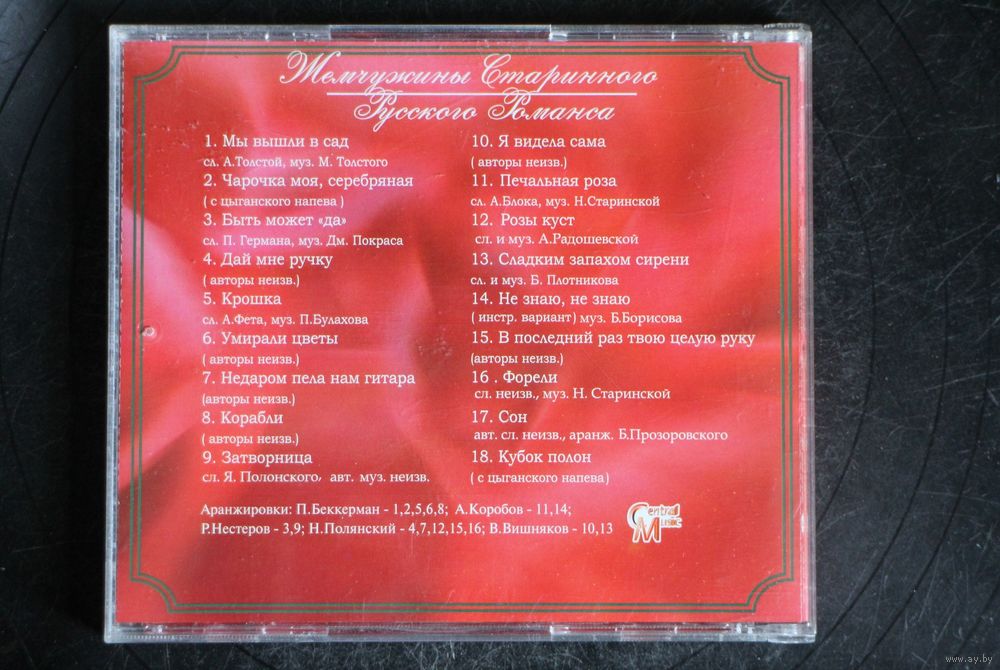 Жемчужины Старинного
Русского Романса
1. Мы вышли в сад
сл. А.Толстой, муз. М. Толстого
2. Чарочка моя, серебряная
( с цыганского напева )
3. Быть может «да»
сл. П. Германа, муз. Дм. Покраса
4. Дай мне ручку
( авторы неизв.)
5. Крошка
сл. А.Фета, муз. П.Булахова
6. Умирали цветы
( авторы неизв.)
7. Недаром пела нам гитара
(авторы неизв.)
8. Корабли
( авторы неизв.)
9. Затворница
сл. Я. Полонского, авт. муз. неизв.
10. Я видела сама
( авторы неизв.)
11. Печальная роза
сл. А.Блока, муз. Н.Старинской
12. Розы куст
сл. и муз. А.Радошевской
13. Сладким запахом сирени
сл. и муз. Б. Плотникова
14. Не знаю, не знаю
( инстр. вариант) муз. Б.Борисова
15. В последний раз твою целую руку
(авторы неизв.)
16 . Форели
сл. неизв., муз. Н. Старинской
17. Сон
авт. сл. неизв., аранж. Б.Прозоровского
18. Кубок полон
( с цыганского напева)
Аранжировки: П.Беккерман - 1,2,5,6,8; А.Коробов - 11,14;
Р.Нестеров - 3,9; Н.Полянский - 4,7,12,15,16; В.Вишняков - 10,13
Central
Music
www.ay.by